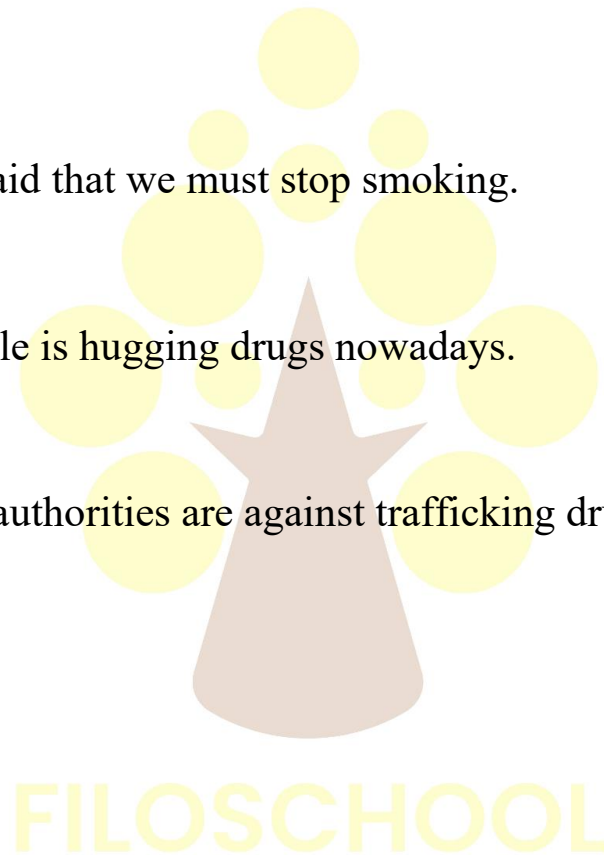 aid that we must stop smoking.
le is hugging drugs nowadays.
authorities are against trafficking dr
FILOSCHOOL